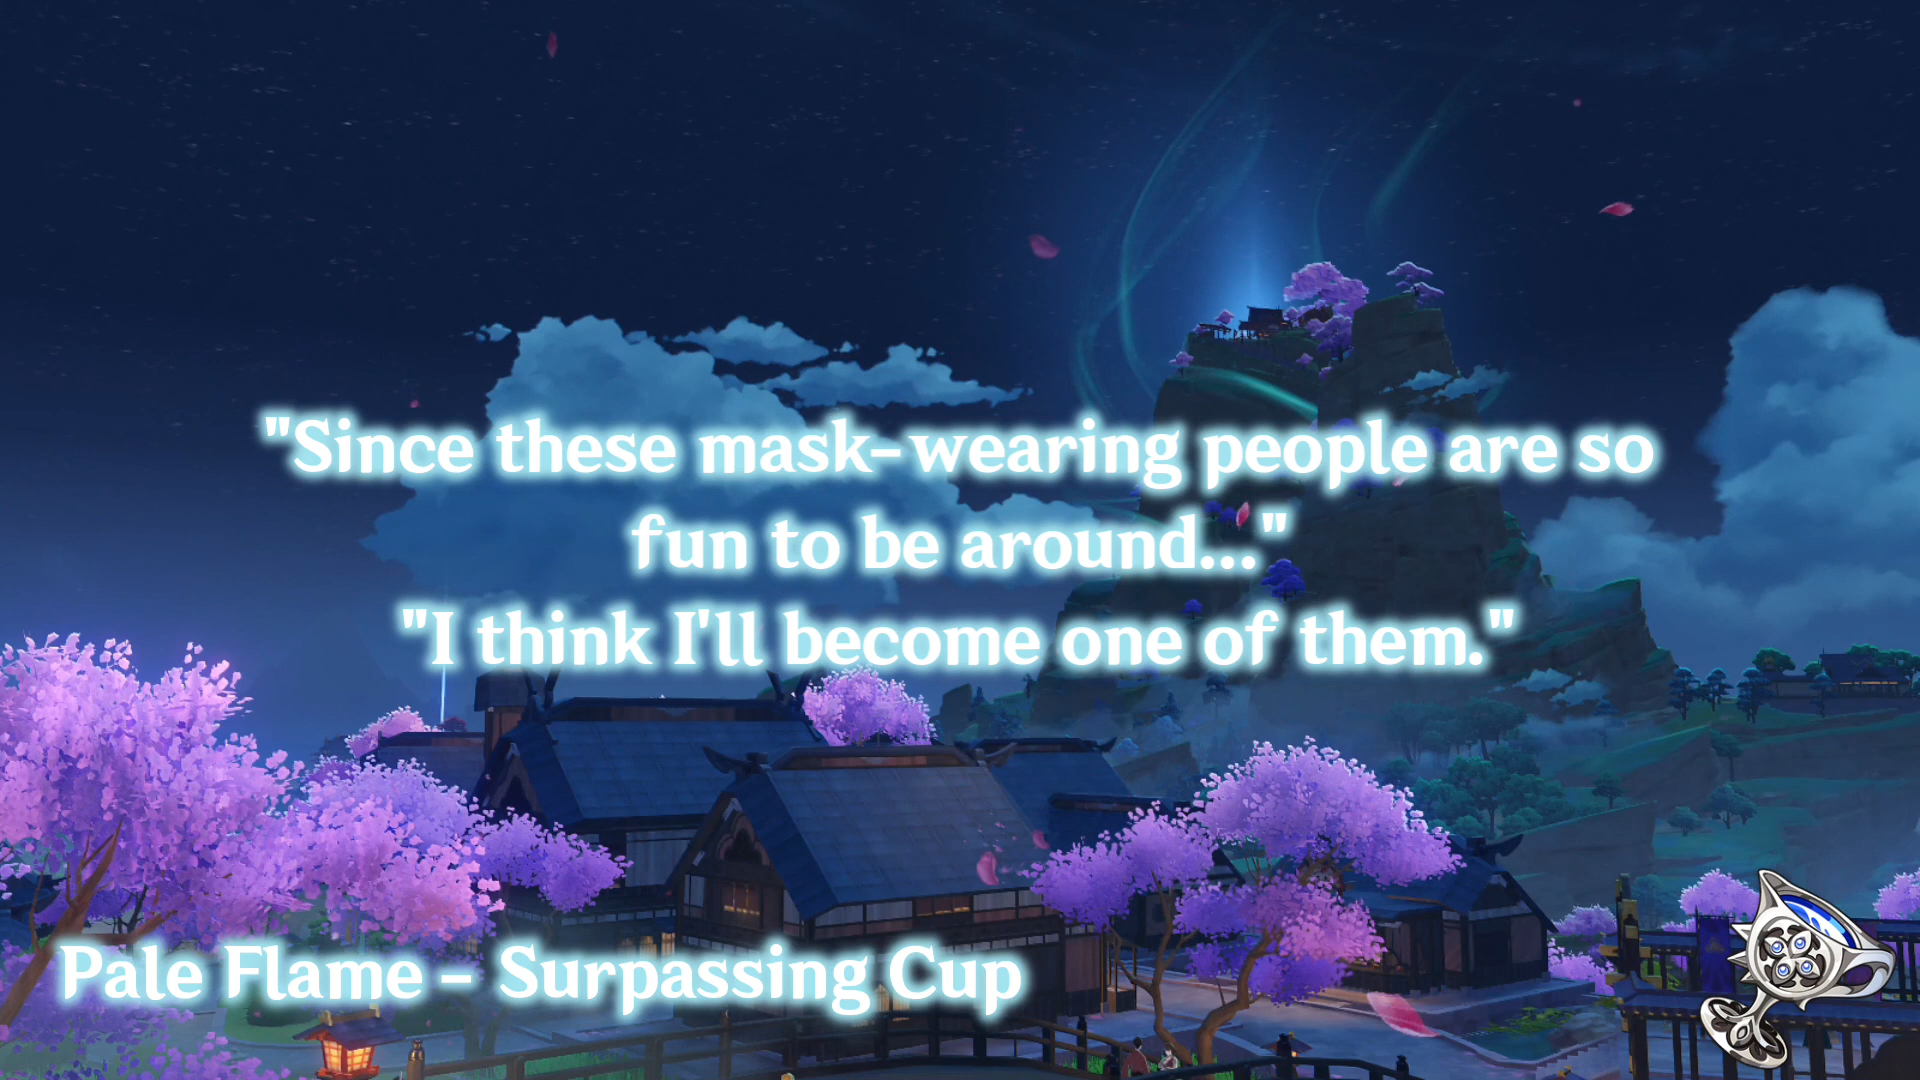 "Since these mask-wearing people are so
fun to be around..."
"I think I'll become one of them."
Pale Flame - Surpassing Cup